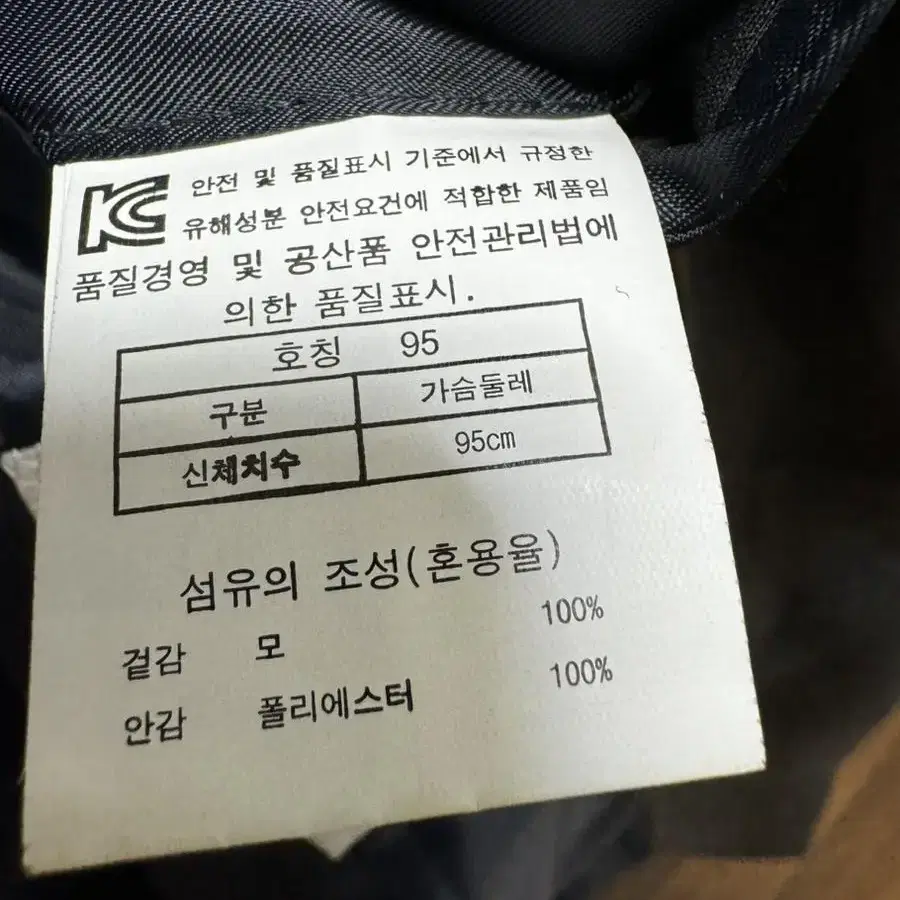 KC 안전 및 품질표시 기준에서 규정한
유해성분 안전요건에 적합한 제품임
품질경영 및 공산품 안전관리법에
의한 품질표시.
호칭 95
구분 가슴둘레
신체치수 95cm
섬유의 조성(혼용율)
겉감 모 100%
안감 폴리에스터 100%